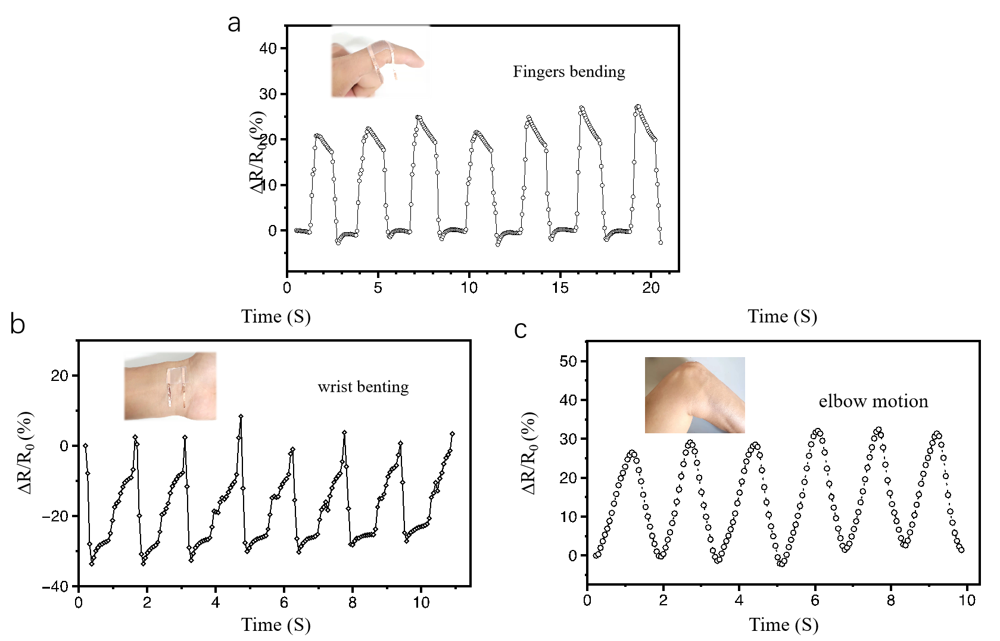 a
40
30
20
10
0
ΔR/R0 (%)
Fingers bending
0 5 10 15 20
Time (S)
Time (S)
b
20
0
−20
−40
ΔR/R0 (%)
wrist benting
0 2 4 6 8 10
Time (S)
c
50
40
30
20
10
0
ΔR/R0 (%)
elbow motion
0 2 4 6 8 10
Time (S)